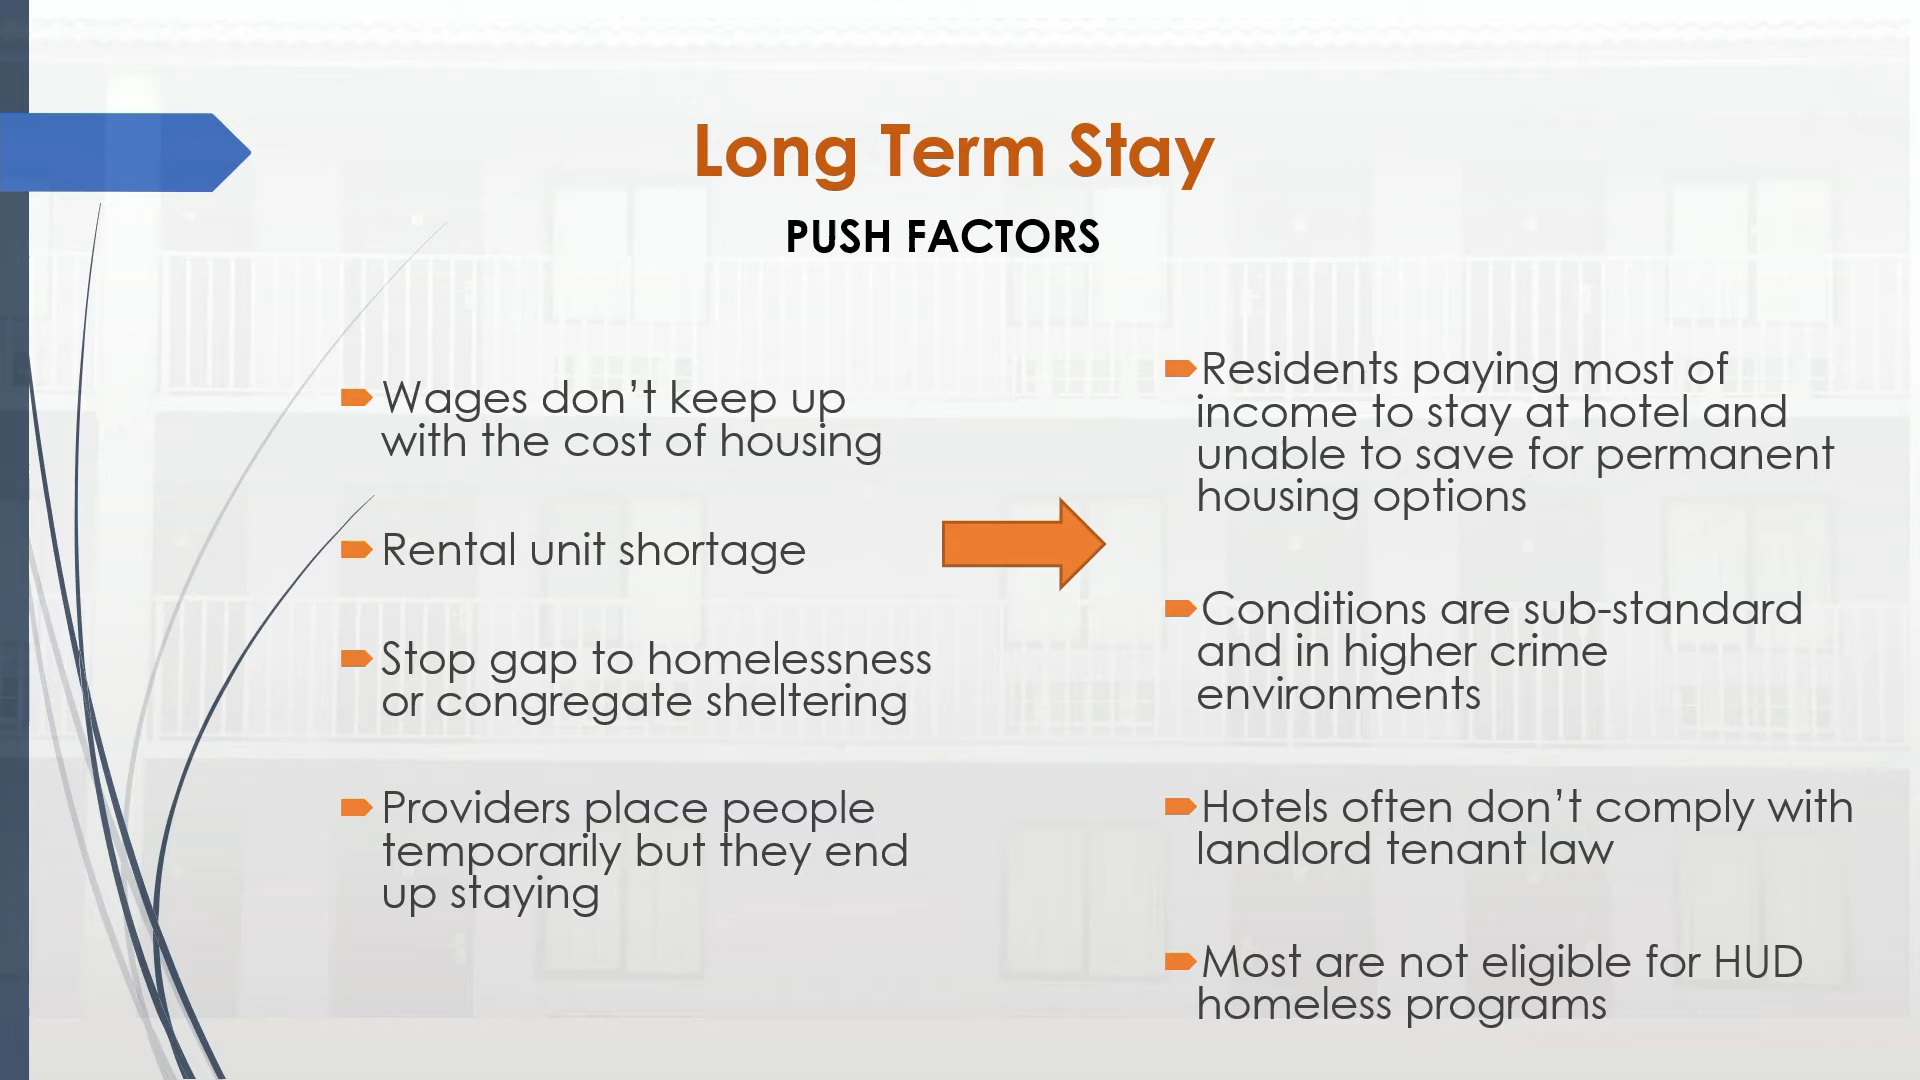 Long Term Stay
PUSH FACTORS
Wages don’t keep up
with the cost of housing
Rental unit shortage
Stop gap to homelessness
or congregate sheltering
Providers place people
temporarily but they end
up staying
Residents paying most of
income to stay at hotel and
unable to save for permanent
housing options
Conditions are sub-standard
and in higher crime
environments
Hotels often don’t comply with
landlord tenant law
Most are not eligible for HUD
homeless programs